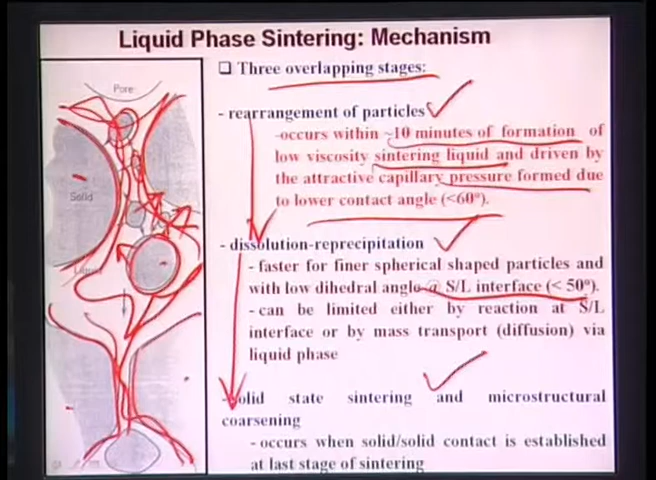 Liquid Phase Sintering: Mechanism
❑ Three overlapping stages:
- rearrangement of particles
-occurs within ~10 minutes of formation of
low viscosity sintering liquid and driven by
the attractive capillary pressure formed due
to lower contact angle (<60°).
- dissolution-reprecipitation
- faster for finer spherical shaped particles and
with low dihedral angle @ S/L interface (< 50°).
- can be limited either by reaction at S/L
interface or by mass transport (diffusion) via
liquid phase
-solid state sintering and microstructural
coarsening
-occurs when solid/solid contact is established
at last stage of sintering
Pore
Solid
Liquid